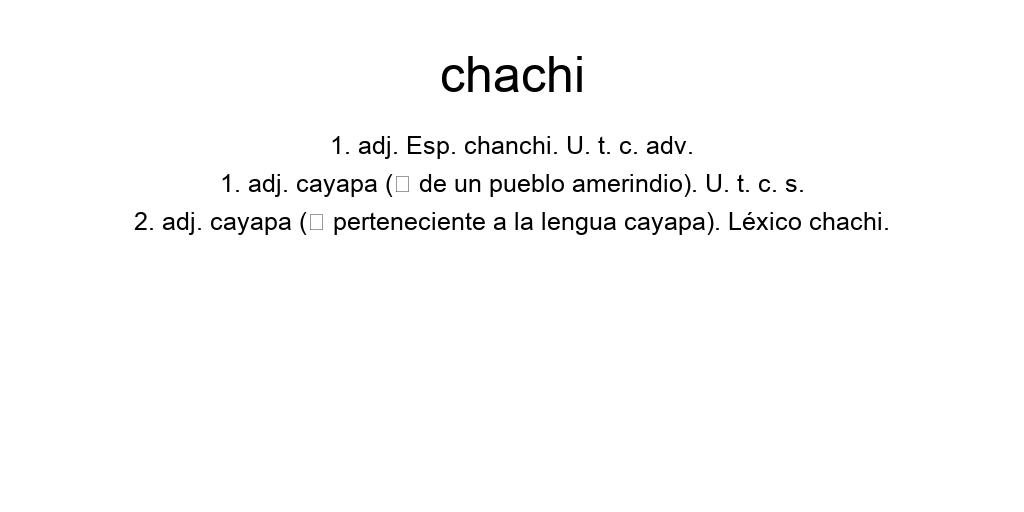 chachi
1. adj. Esp. chanchi. U. t. c. adv.
1. adj. cayapa (□ de un pueblo amerindio). U. t. c. s.
2. adj. cayapa (□ perteneciente a la lengua cayapa). Léxico chachi.